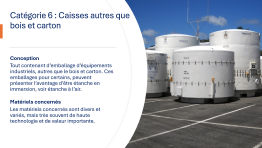 Catégorie 6 : Caisses autres que
bois et carton
Conception
Tout contenant d'emballage d'équipements
industriels, autres que le bois et carton. Ces
emballages pour certains, peuvent
présenter l'avantage d'être étanche en
immersion, voir étanche à l'air.
Matériels concernés
Les matériels concernés sont divers et
variés, mais très souvent de haute
technologie et de valeur importante.